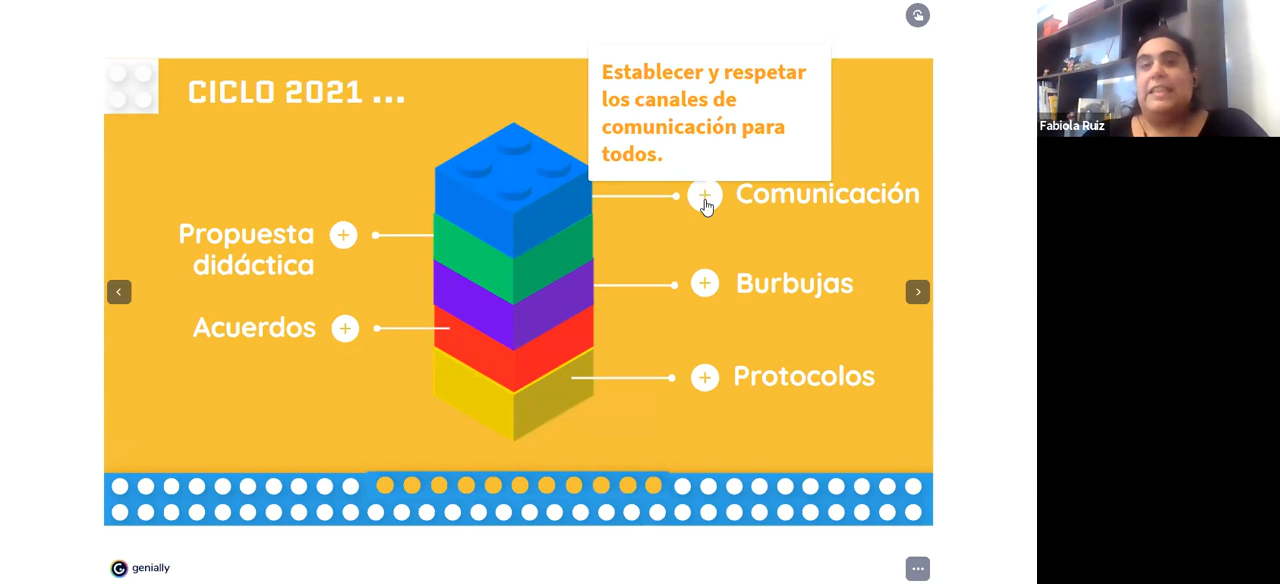 CICLO 2021 ...
Establecer y respetar
los canales de
comunicación para
todos.
Comunicación
Propuesta
didáctica
Burbujas
Acuerdos
Protocolos
genially
Fabiola Ruiz